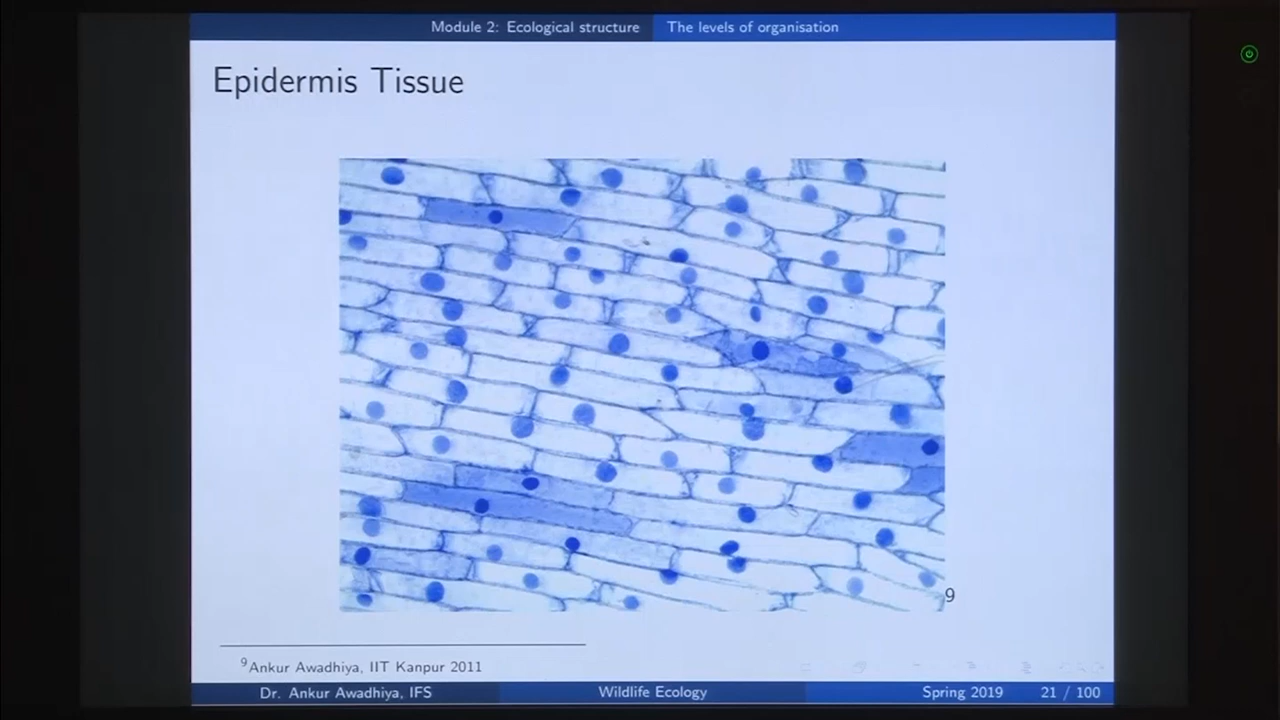 Module 2: Ecological structure The levels of organisation
Epidermis Tissue
9
9Ankur Awadhiya, IIT Kanpur 2011
Dr. Ankur Awadhiya, IFS Wildlife Ecology Spring 2019 21 / 100